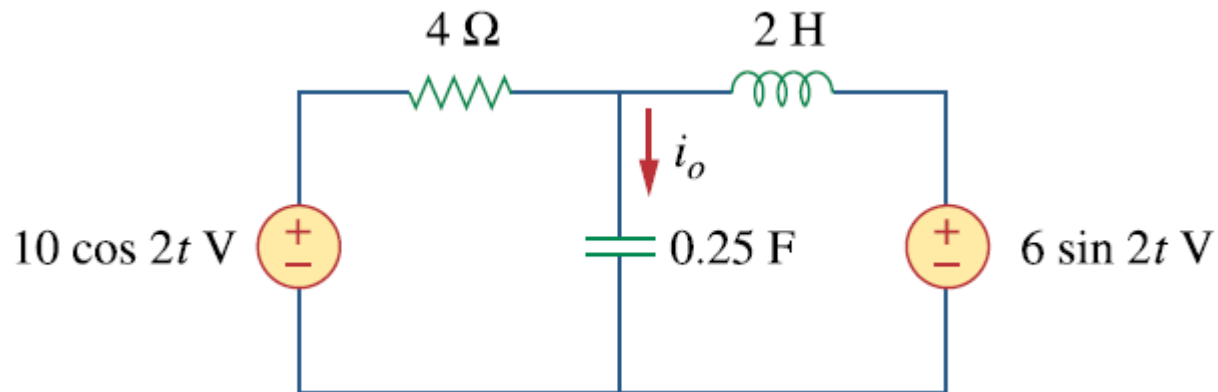 4 Ω
2 H
i_o
10 cos 2t V
+
−
0.25 F
+
−
6 sin 2t V